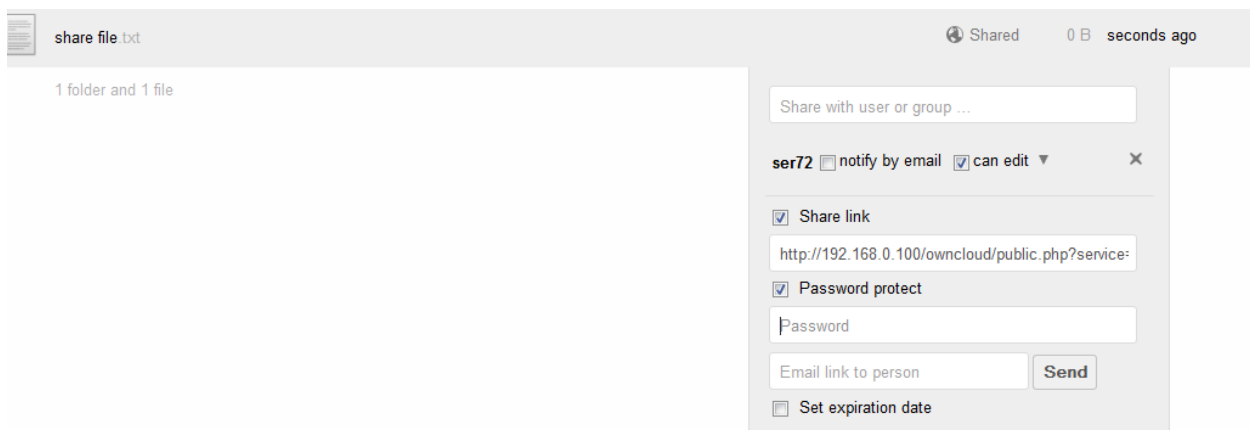 share file.txt Shared 0 B seconds ago
1 folder and 1 file
Share with user or group ...
ser72 notify by email can edit
Share link
http://192.168.0.100/owncloud/public.php?service=
Password protect
Password
Email link to person Send
Set expiration date